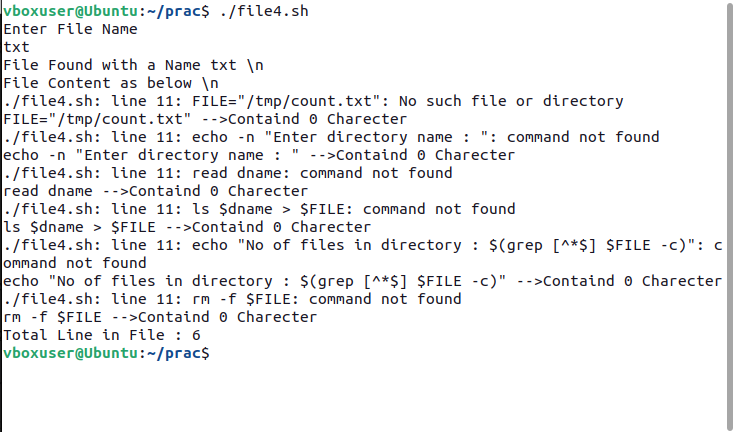 vboxuser@Ubuntu:~/prac$ ./file4.sh
Enter File Name
txt
File Found with a Name txt \n
File Content as below \n
./file4.sh: line 11: FILE="/tmp/count.txt": No such file or directory
FILE="/tmp/count.txt" -->Containd 0 Charecter
./file4.sh: line 11: echo -n "Enter directory name : ": command not found
echo -n "Enter directory name : " -->Containd 0 Charecter
./file4.sh: line 11: read dname: command not found
read dname -->Containd 0 Charecter
./file4.sh: line 11: ls $dname > $FILE: command not found
ls $dname > $FILE -->Containd 0 Charecter
./file4.sh: line 11: echo "No of files in directory : $(grep [^*$] $FILE -c)": c
ommand not found
echo "No of files in directory : $(grep [^*$] $FILE -c)" -->Containd 0 Charecter
./file4.sh: line 11: rm -f $FILE: command not found
rm -f $FILE -->Containd 0 Charecter
Total Line in File : 6
vboxuser@Ubuntu:~/prac$